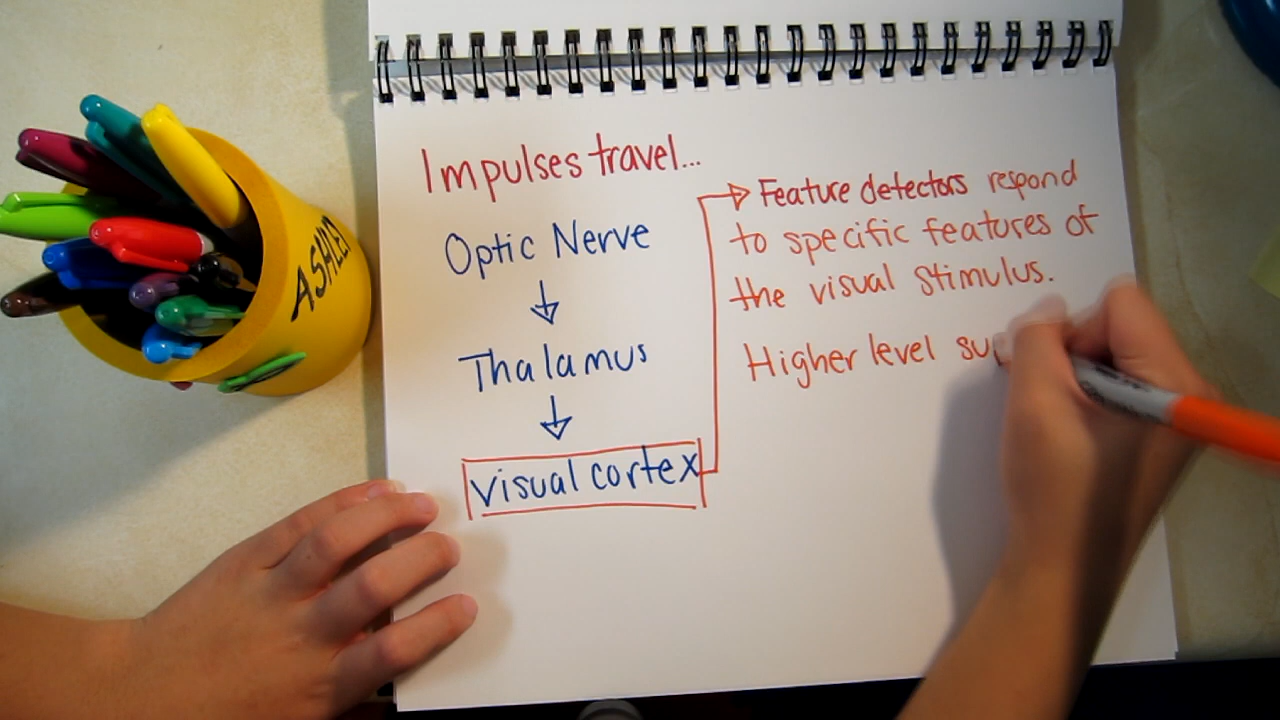 Impulses travel...
Optic Nerve
Thalamus
visual cortex
Feature detectors respond
to specific features of
the visual stimulus.
Higher level
ASHLEY